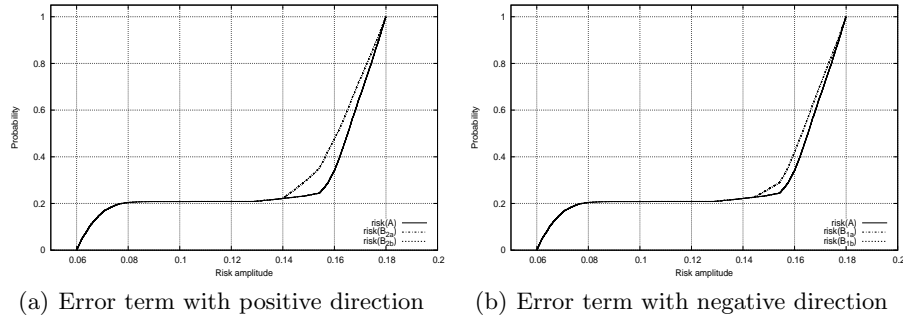 1
0.8
0.6
0.4
0.2
0
Probability
0.06 0.08 0.1 0.12 0.14 0.16 0.18 0.2
Risk amplitude
risk(A)
risk(B2a)
risk(B2b)
(a) Error term with positive direction
1
0.8
0.6
0.4
0.2
0
Probability
0.06 0.08 0.1 0.12 0.14 0.16 0.18 0.2
Risk amplitude
risk(A)
risk(B1a)
risk(B1b)
(b) Error term with negative direction